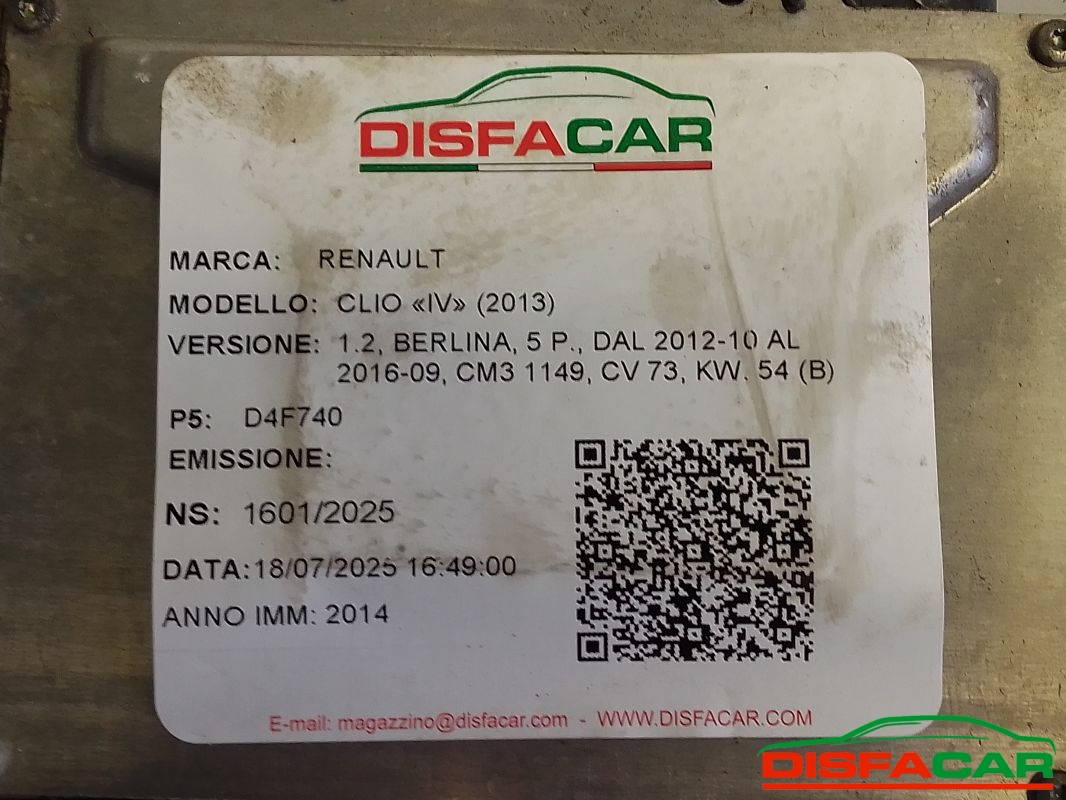 DISFACAR
MARCA: RENAULT
MODELLO: CLIO «IV» (2013)
VERSIONE: 1.2, BERLINA, 5 P., DAL 2012-10 AL
2016-09, CM3 1149, CV 73, KW. 54 (B)
P5: D4F740
EMISSIONE:
NS: 1601/2025
DATA:18/07/2025 16:49:00
ANNO IMM: 2014
E-mail: magazzino@disfacar.com - WWW.DISFACAR.COM
DISFACAR